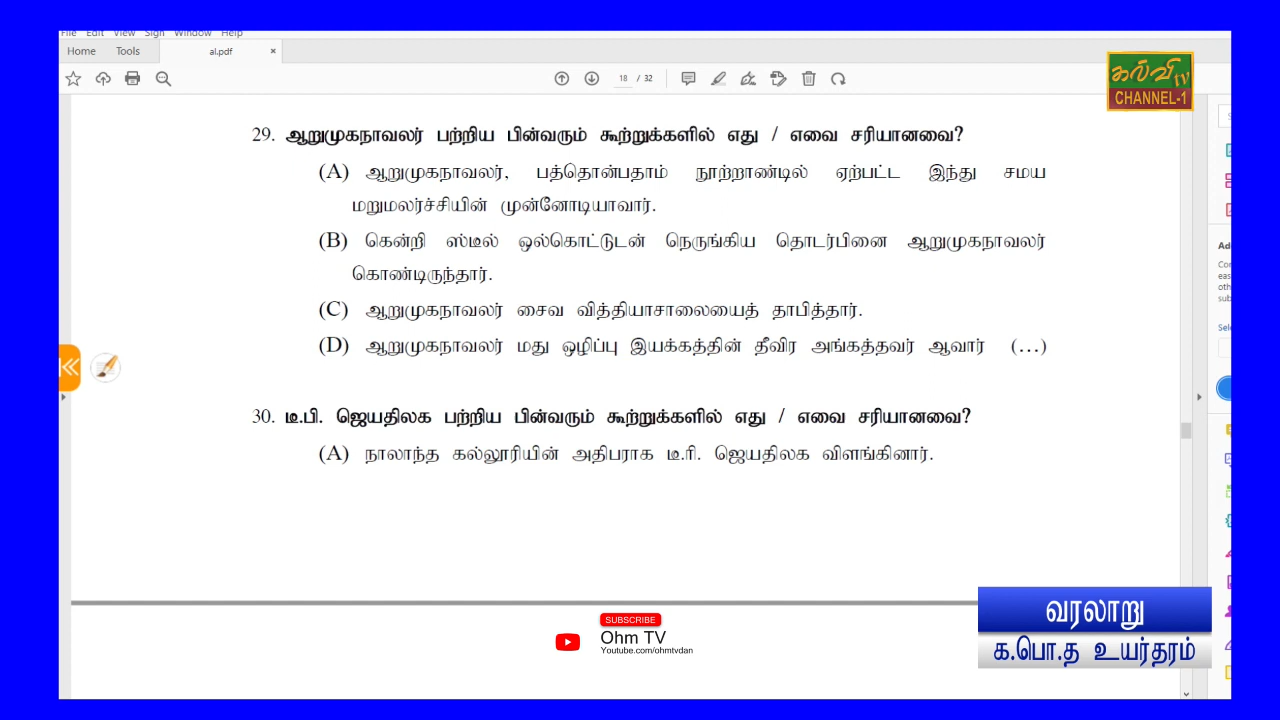 File Edit View Sign Window Help
Home Tools al.pdf ×
18 / 32
கல்வி TV
CHANNEL-1
29. ஆறுமுகநாவலர் பற்றிய பின்வரும் கூற்றுக்களில் எது / எவை சரியானவை?
(A) ஆறுமுகநாவலர், பத்தொன்பதாம் நூற்றாண்டில் ஏற்பட்ட இந்து சமய
மறுமலர்ச்சியின் முன்னோடியாவார்.
(B) கென்றி ஸ்டீல் ஒல்கொட்டுடன் நெருங்கிய தொடர்பினை ஆறுமுகநாவலர்
கொண்டிருந்தார்.
(C) ஆறுமுகநாவலர் சைவ வித்தியாசாலையைத் தாபித்தார்.
(D) ஆறுமுகநாவலர் மது ஒழிப்பு இயக்கத்தின் தீவிர அங்கத்தவர் ஆவார் (...)
30. டீ.பி. ஜெயதிலக பற்றிய பின்வரும் கூற்றுக்களில் எது / எவை சரியானவை?
(A) நாலாந்த கல்லூரியின் அதிபராக டீ.ரி. ஜெயதிலக விளங்கினார்.
SUBSCRIBE
Ohm TV
Youtube.com/ohmtvdan
வரலாறு
க.பொ.த உயர்தரம்